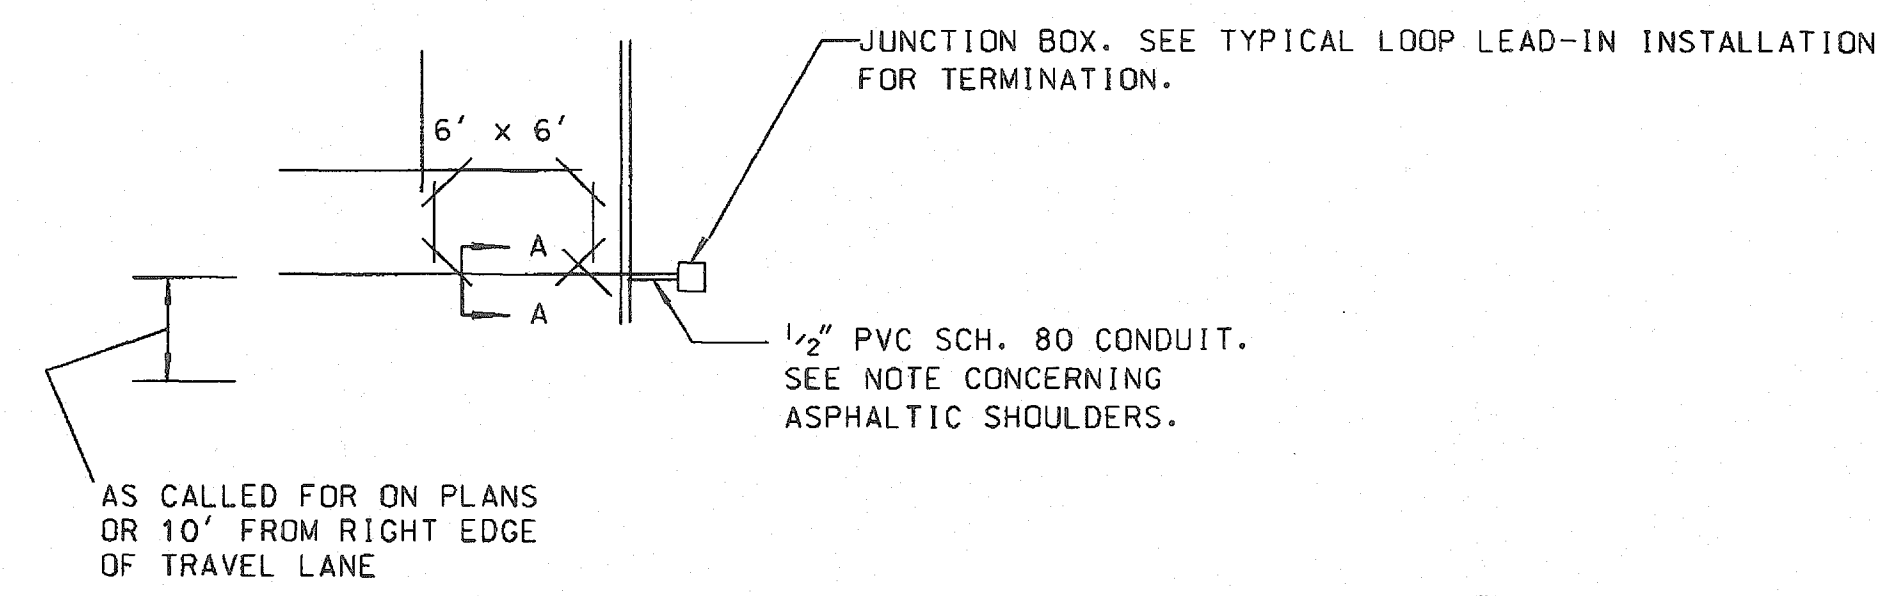 JUNCTION BOX. SEE TYPICAL LOOP LEAD-IN INSTALLATION
FOR TERMINATION.
6' x 6'
A
A
1/2" PVC SCH. 80 CONDUIT.
SEE NOTE CONCERNING
ASPHALTIC SHOULDERS.
AS CALLED FOR ON PLANS
OR 10' FROM RIGHT EDGE
OF TRAVEL LANE